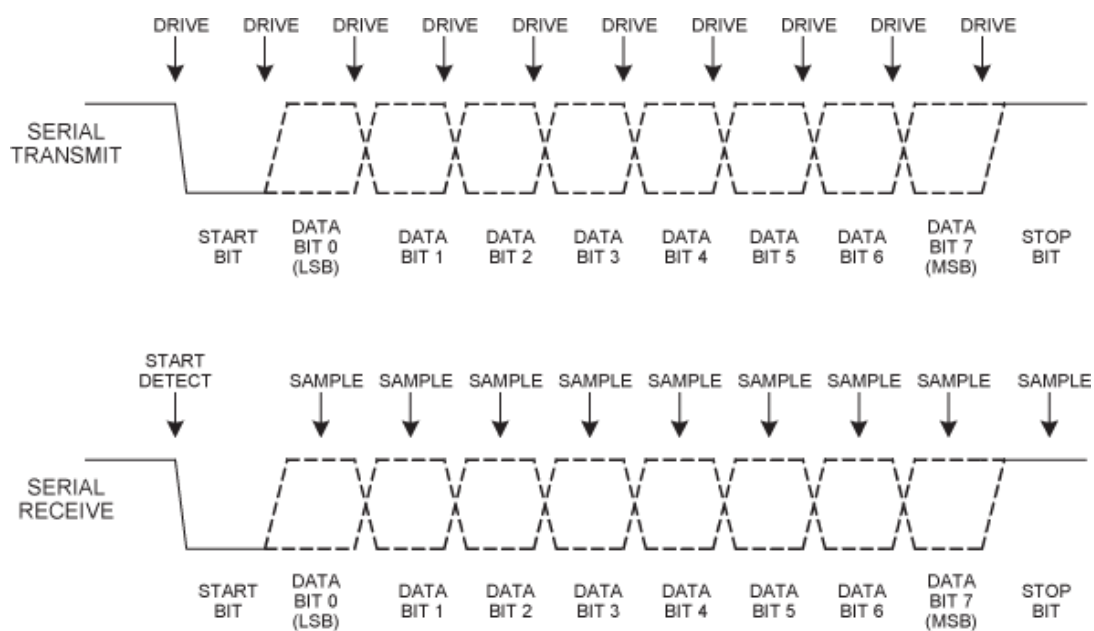 DRIVE DRIVE DRIVE DRIVE DRIVE DRIVE DRIVE DRIVE DRIVE DRIVE
SERIAL
TRANSMIT
START
BIT
DATA
BIT 0
(LSB)
DATA
BIT 1
DATA
BIT 2
DATA
BIT 3
DATA
BIT 4
DATA
BIT 5
DATA
BIT 6
DATA
BIT 7
(MSB)
STOP
BIT
START
DETECT
SAMPLE SAMPLE SAMPLE SAMPLE SAMPLE SAMPLE SAMPLE SAMPLE SAMPLE
SERIAL
RECEIVE
START
BIT
DATA
BIT 0
(LSB)
DATA
BIT 1
DATA
BIT 2
DATA
BIT 3
DATA
BIT 4
DATA
BIT 5
DATA
BIT 6
DATA
BIT 7
(MSB)
STOP
BIT